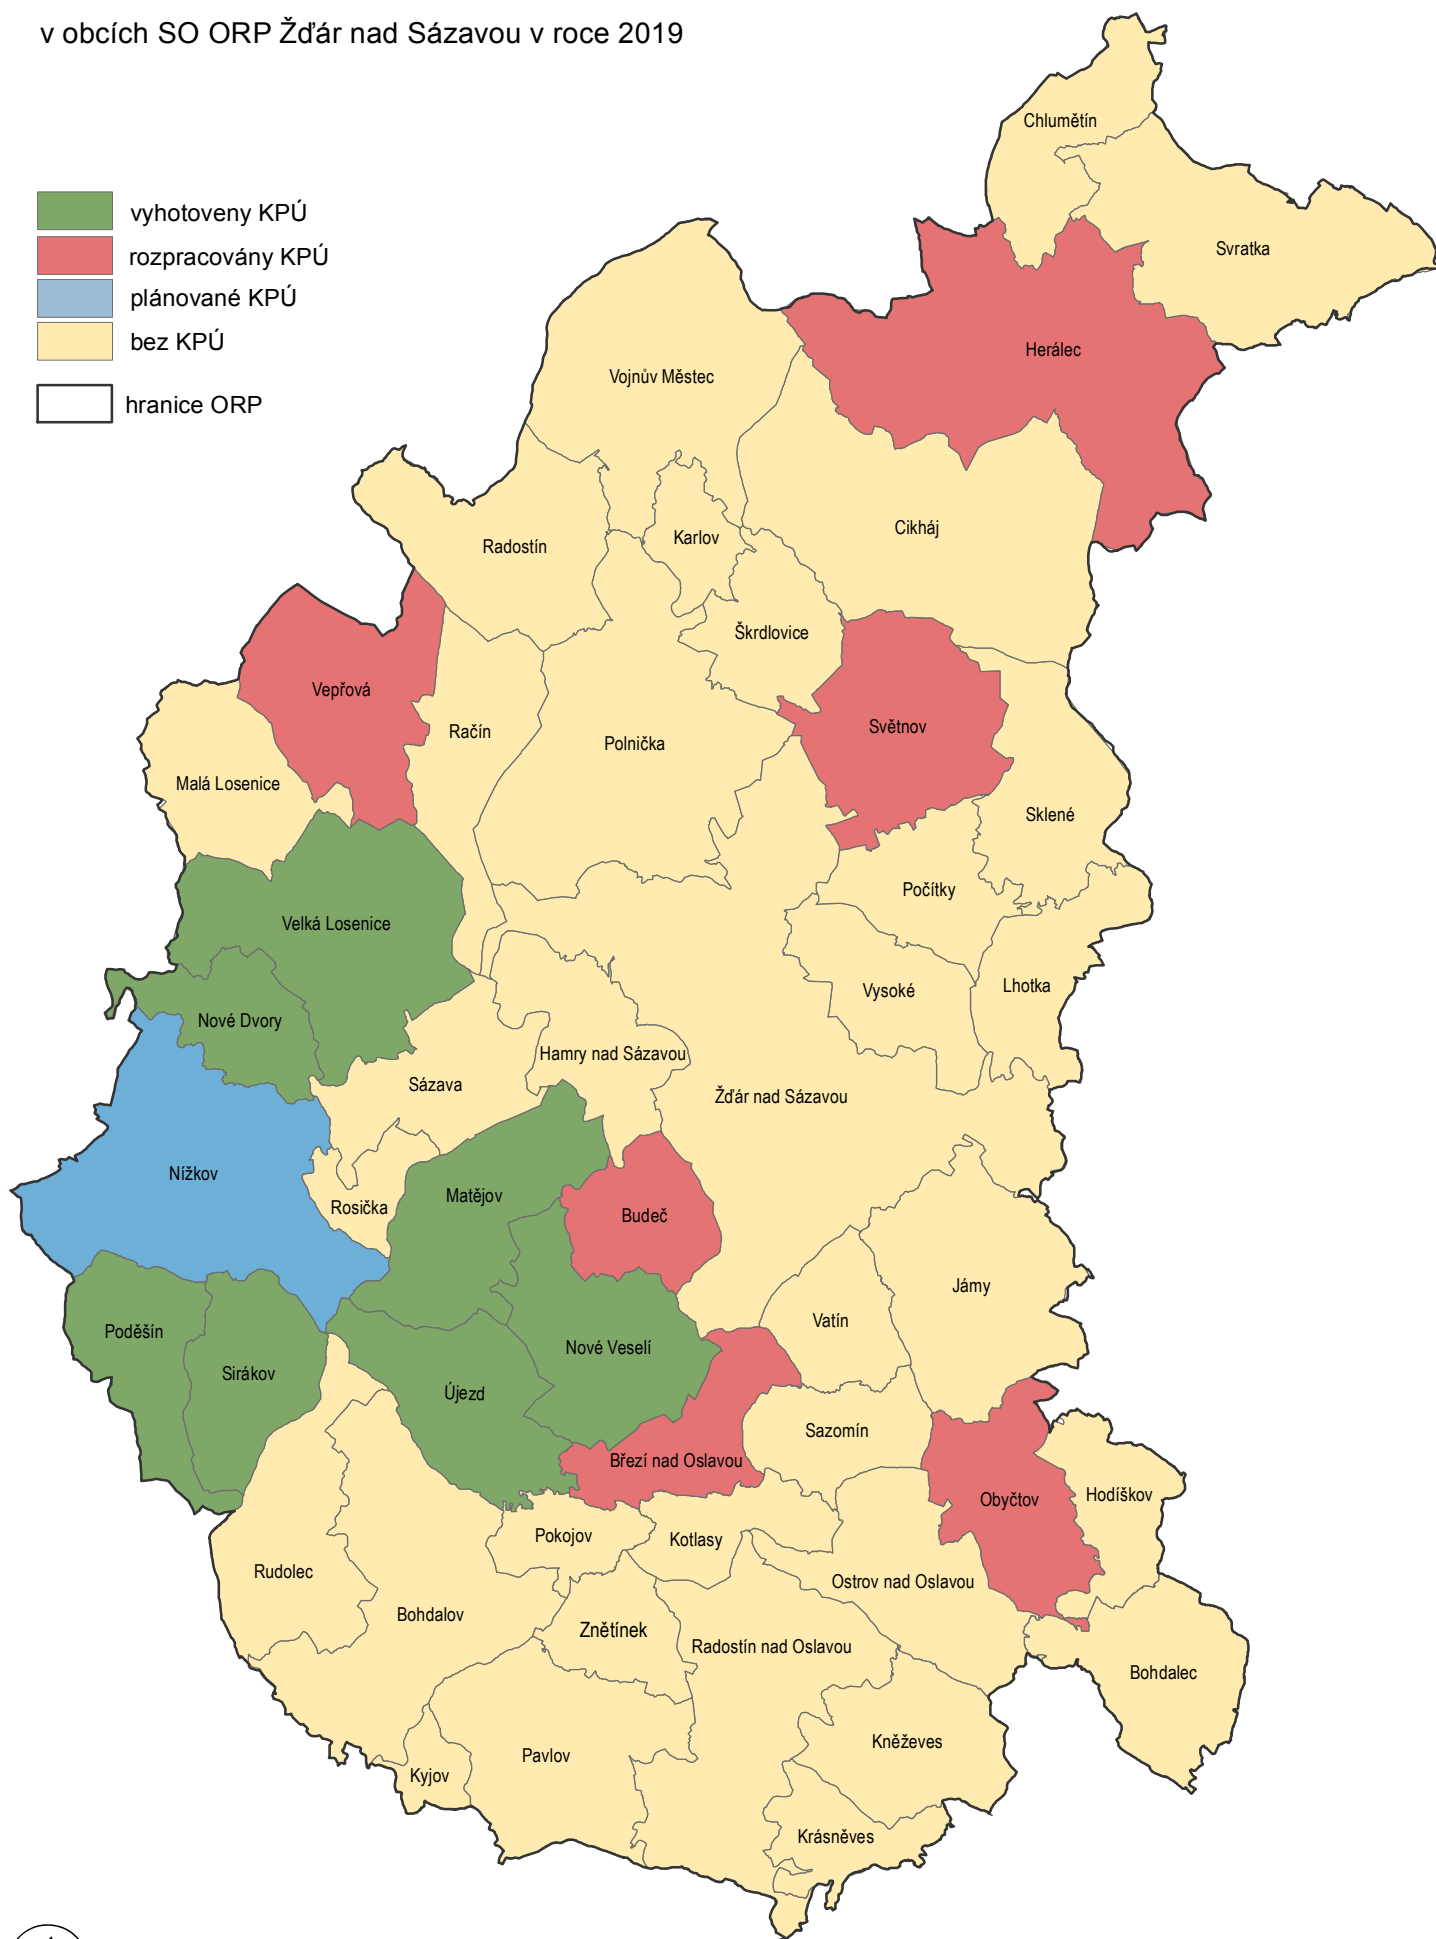 v obcích SO ORP Žďár nad Sázavou v roce 2019
vyhotoveny KPÚ
rozpracovány KPÚ
plánované KPÚ
bez KPÚ
hranice ORP
Chlumětín
Svratka
Herálec
Vojnův Městec
Cikháj
Karlov
Radostín
Škrdlovice
Vepřová
Světnov
Račín
Polnička
Malá Losenice
Sklené
Počítky
Velká Losenice
Lhotka
Vysoké
Nové Dvory
Hamry nad Sázavou
Sázava
Žďár nad Sázavou
Nížkov
Matějov
Rosička
Budeč
Jámy
Vatín
Poděšín
Nové Veselí
Sirákov
Újezd
Sazomín
Březí nad Oslavou
Hodíškov
Obyčtov
Pokojov
Kotlasy
Rudolec
Ostrov nad Oslavou
Bohdalov
Znětínek
Radostín nad Oslavou
Bohdalec
Kněževes
Pavlov
Kyjov
Krásněves